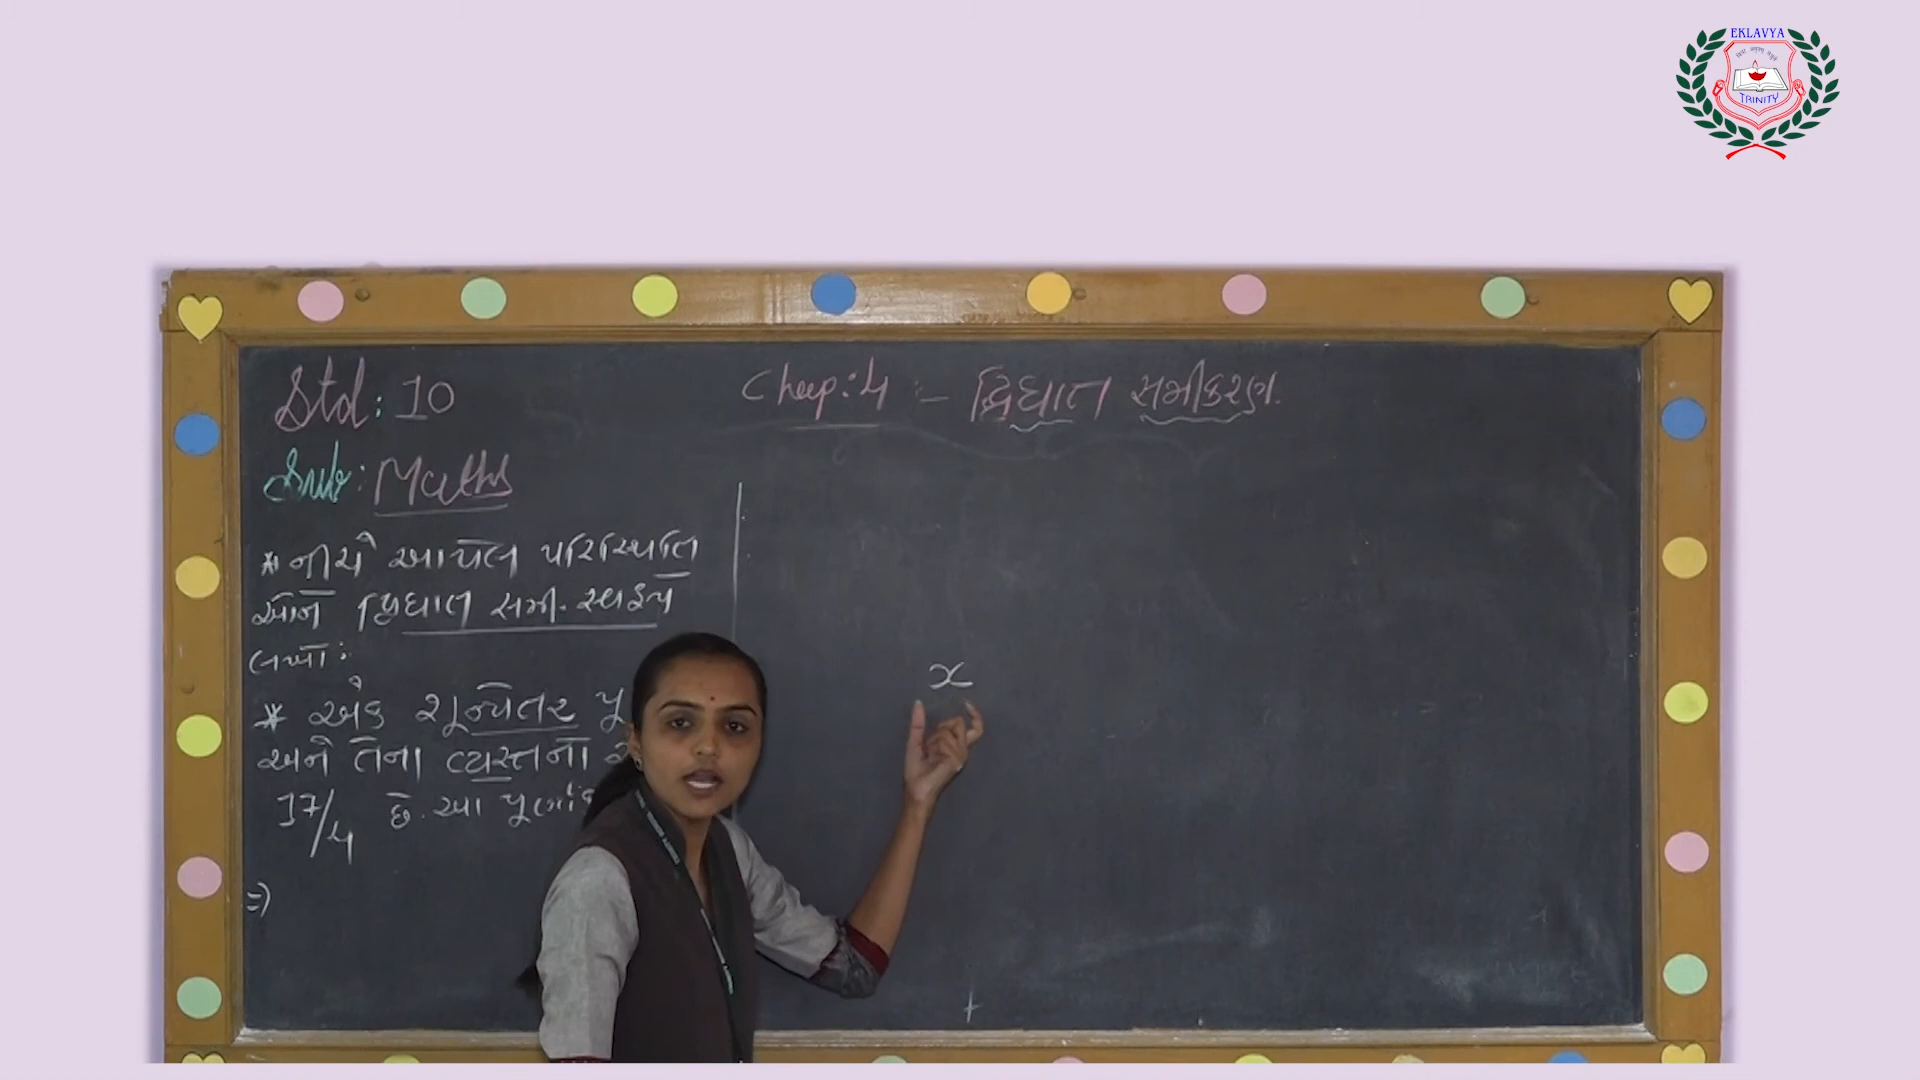 EKLAVYA
TRINITY
Std: 10
Chap: 4 :- દ્વિઘાત સમીકરણ.
Sub: Maths
* નીચે આપેલ પરિસ્થિતિ
ઓને દ્વિઘાત સમી. સ્વરૂપે
લખો:
* એક શૂન્યેતર પૂ
અને તેના વ્યસ્તનો સ
17/4 છે. આ પૂર્ણાંક
=>
x
+